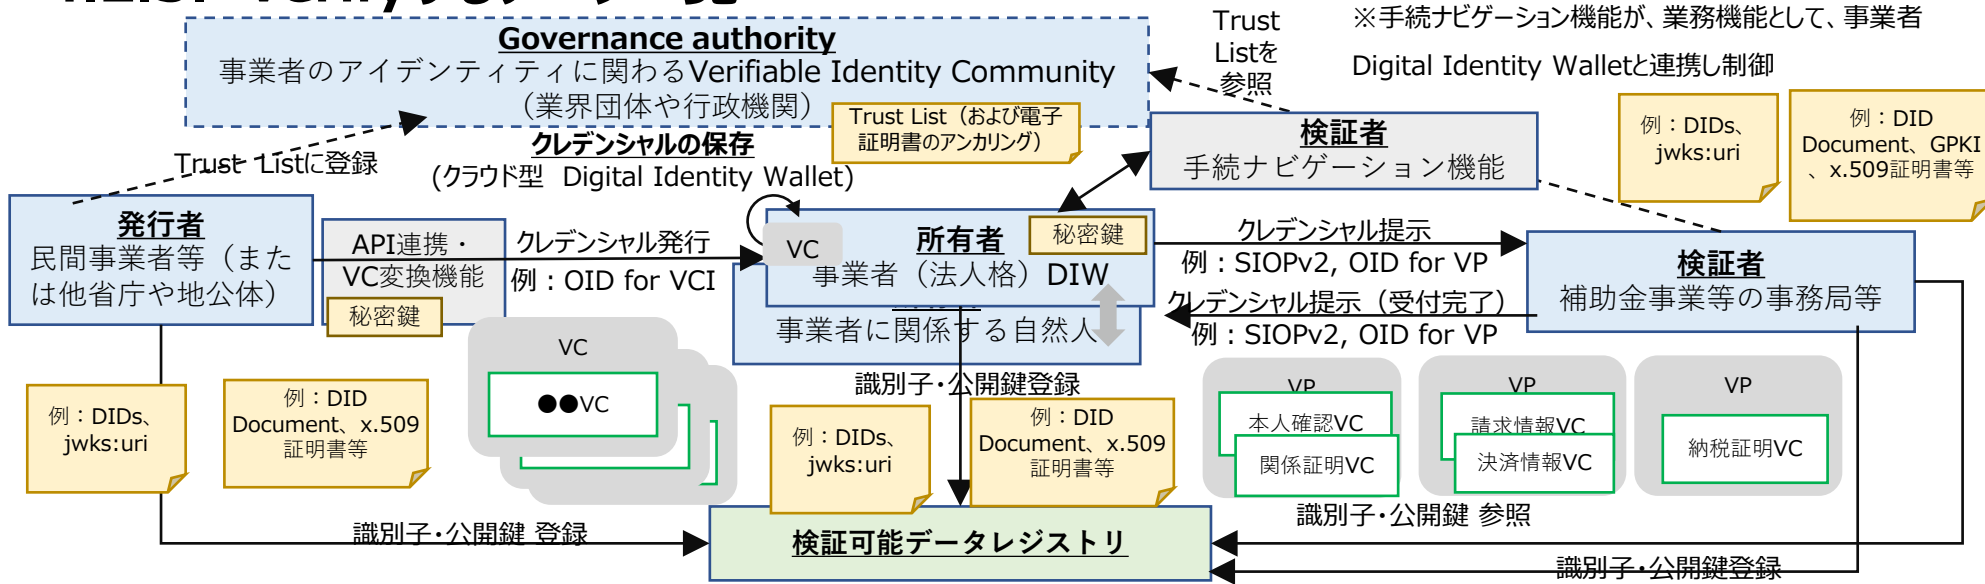 Governance authority
事業者のアイデンティティに関わるVerifiable Identity Community
（業界団体や行政機関）
Trust List（および電子
証明書のアンカリング）
Trust
Listを
参照
※手続ナビゲーション機能が、業務機能として、事業者
Digital Identity Walletと連携し制御
例：DIDs、
jwks:uri
例：DID
Document、GPKI
、x.509証明書等
検証者
手続ナビゲーション機能
Trust Listに登録
クレデンシャルの保存
(クラウド型 Digital Identity Wallet)
発行者
民間事業者等（また
は他省庁や地公体）
API連携・
VC変換機能
秘密鍵
クレデンシャル発行
例：OID for VCI
VC
所有者
秘密鍵
事業者（法人格）DIW
事業者に関係する自然人
クレデンシャル提示
例：SIOPv2, OID for VP
クレデンシャル提示（受付完了）
例：SIOPv2, OID for VP
検証者
補助金事業等の事務局等
例：DIDs、
jwks:uri
例：DID
Document、x.509
証明書等
VC
●●VC
識別子・公開鍵登録
例：DIDs、
jwks:uri
例：DID
Document、x.509
証明書等
VP
本人確認VC
関係証明VC
VP
請求情報VC
決済情報VC
VP
納税証明VC
識別子・公開鍵 参照
識別子・公開鍵 登録
検証可能データレジストリ
識別子・公開鍵登録